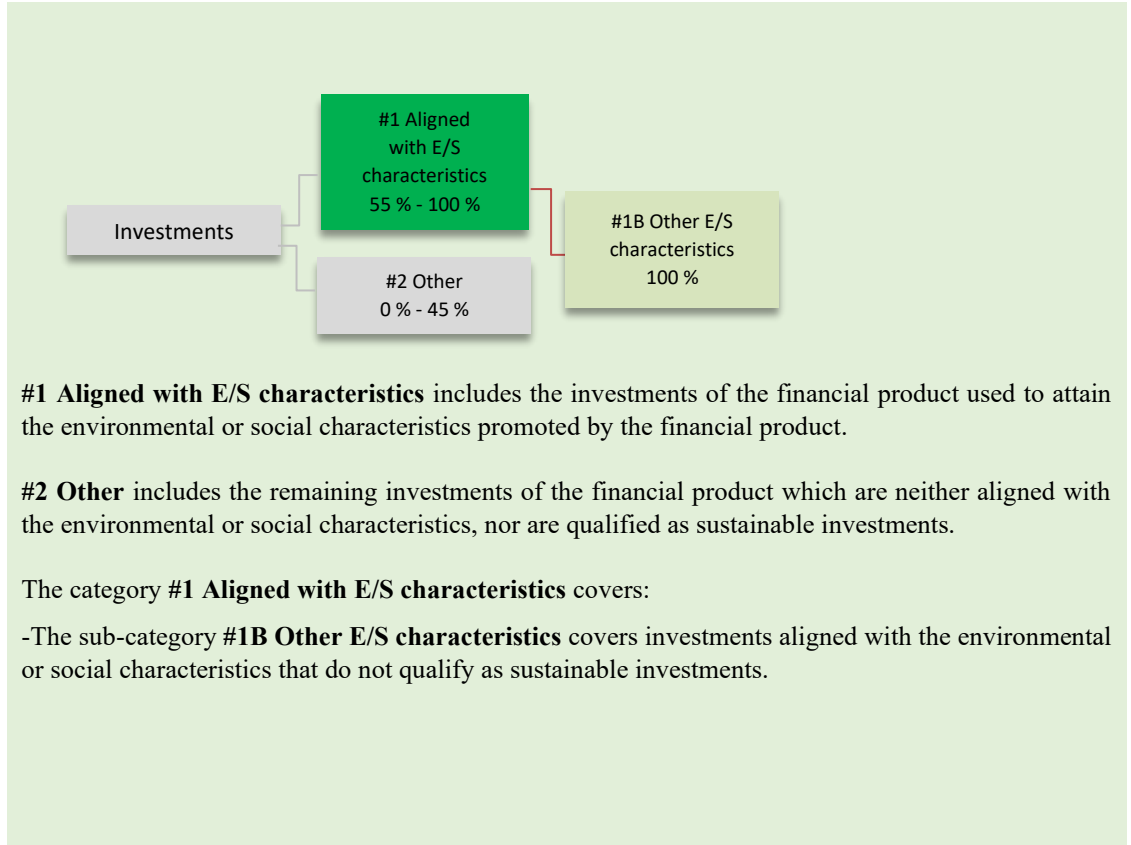 #1 Aligned
with E/S
characteristics
55 % - 100 %
Investments
#1B Other E/S
characteristics
100 %
#2 Other
0 % - 45 %
#1 Aligned with E/S characteristics includes the investments of the financial product used to attain
the environmental or social characteristics promoted by the financial product.
#2 Other includes the remaining investments of the financial product which are neither aligned with
the environmental or social characteristics, nor are qualified as sustainable investments.
The category #1 Aligned with E/S characteristics covers:
-The sub-category #1B Other E/S characteristics covers investments aligned with the environmental
or social characteristics that do not qualify as sustainable investments.